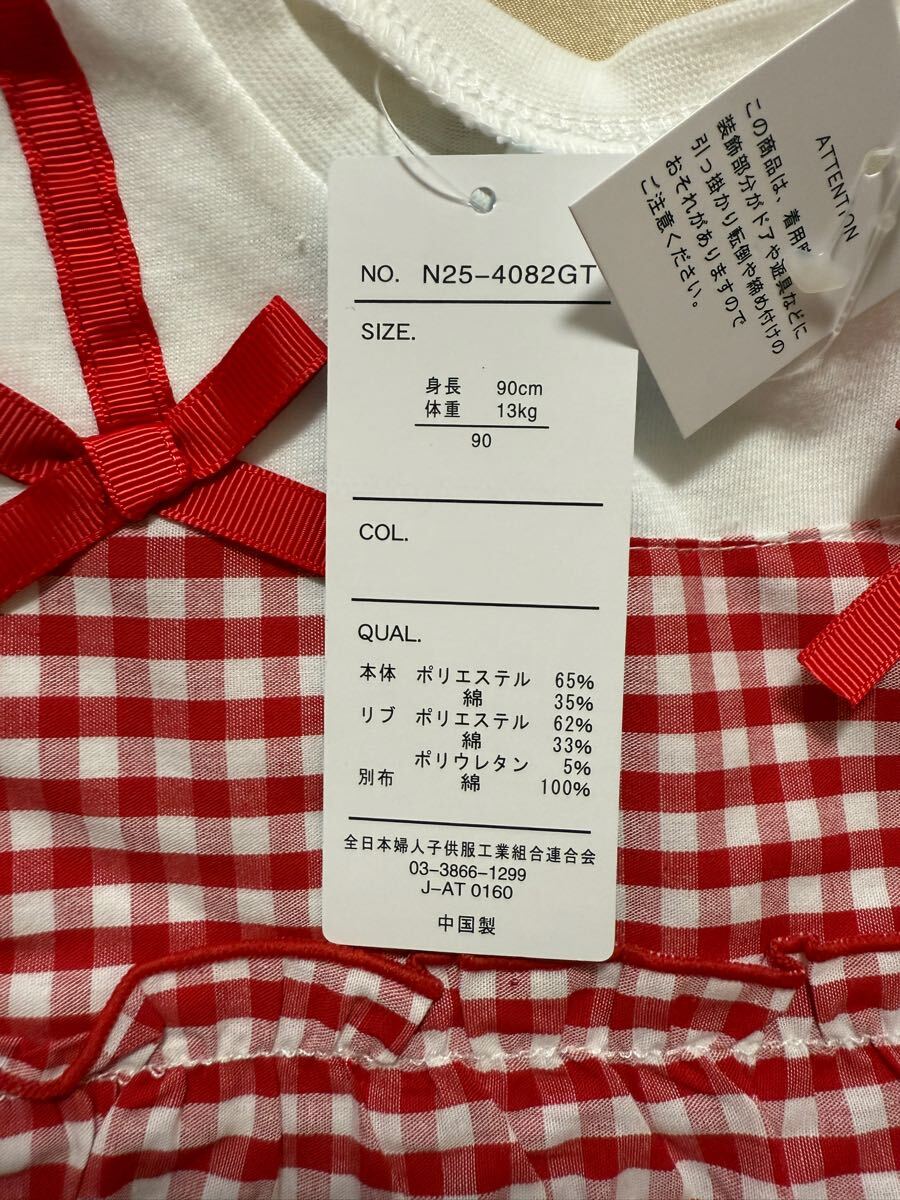 NO. N25-4082GT
SIZE.
身長 90cm
体重 13kg
90
COL.
QUAL.
本体 ポリエステル 65%
綿 35%
リブ ポリエステル 62%
綿 33%
ポリウレタン 5%
別布 綿 100%
全日本婦人子供服工業組合連合会
03-3866-1299
J-AT 0160
中国製
ATTENTION
この商品は、着用
装飾部分がドアや遊具などに
引っ掛かり転倒や締め付けの
おそれがありますので
ご注意ください。